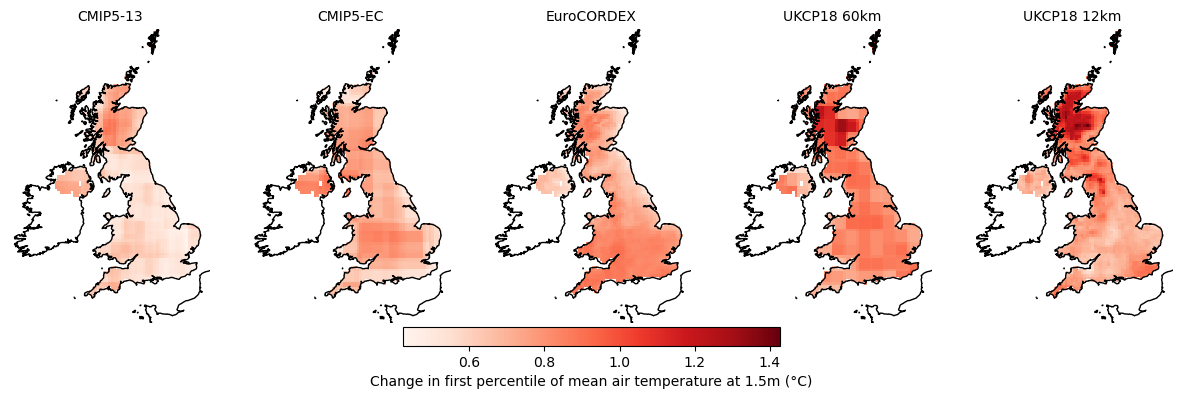 CMIP5-13
CMIP5-EC
EuroCORDEX
UKCP18 60km
UKCP18 12km
0.6
0.8
1.0
1.2
1.4
Change in first percentile of mean air temperature at 1.5m (°C)